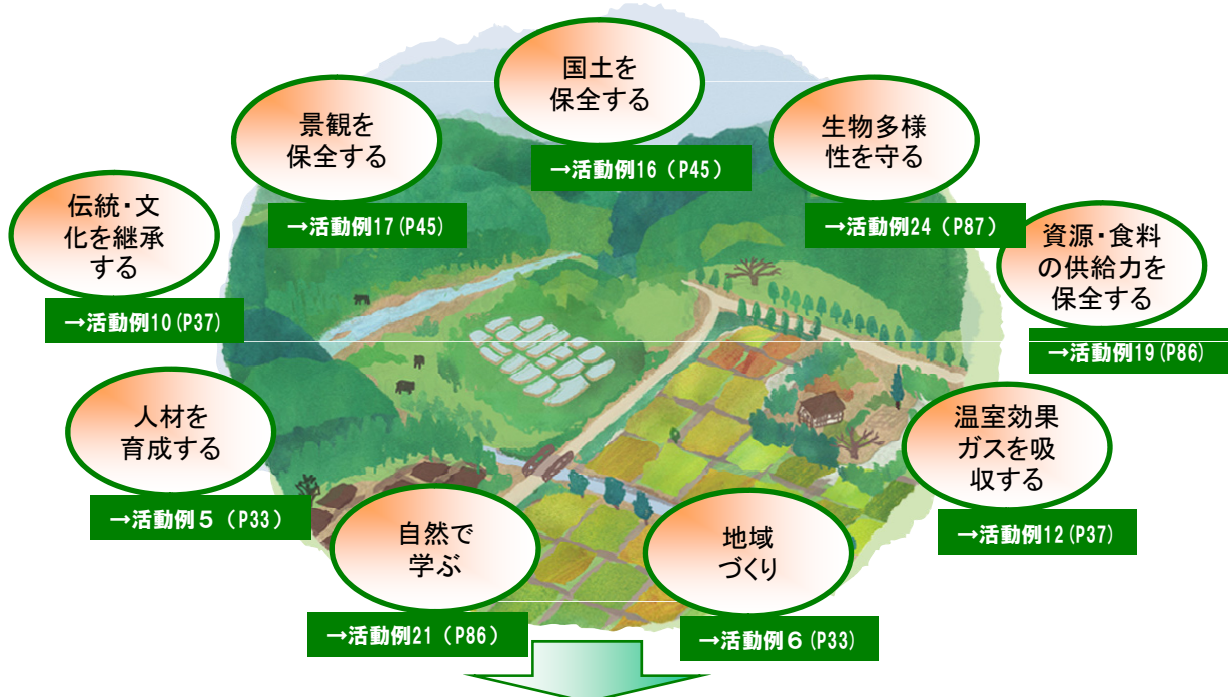 国土を
保全する
→活動例16（P45）
景観を
保全する
→活動例17(P45)
生物多様
性を守る
→活動例24（P87）
伝統・文
化を継承
する
→活動例10(P37)
資源・食料
の供給力を
保全する
→活動例19(P86)
人材を
育成する
→活動例５（P33）
温室効果
ガスを吸
収する
→活動例12(P37)
自然で
学ぶ
→活動例21（P86）
地域
づくり
→活動例６(P33)